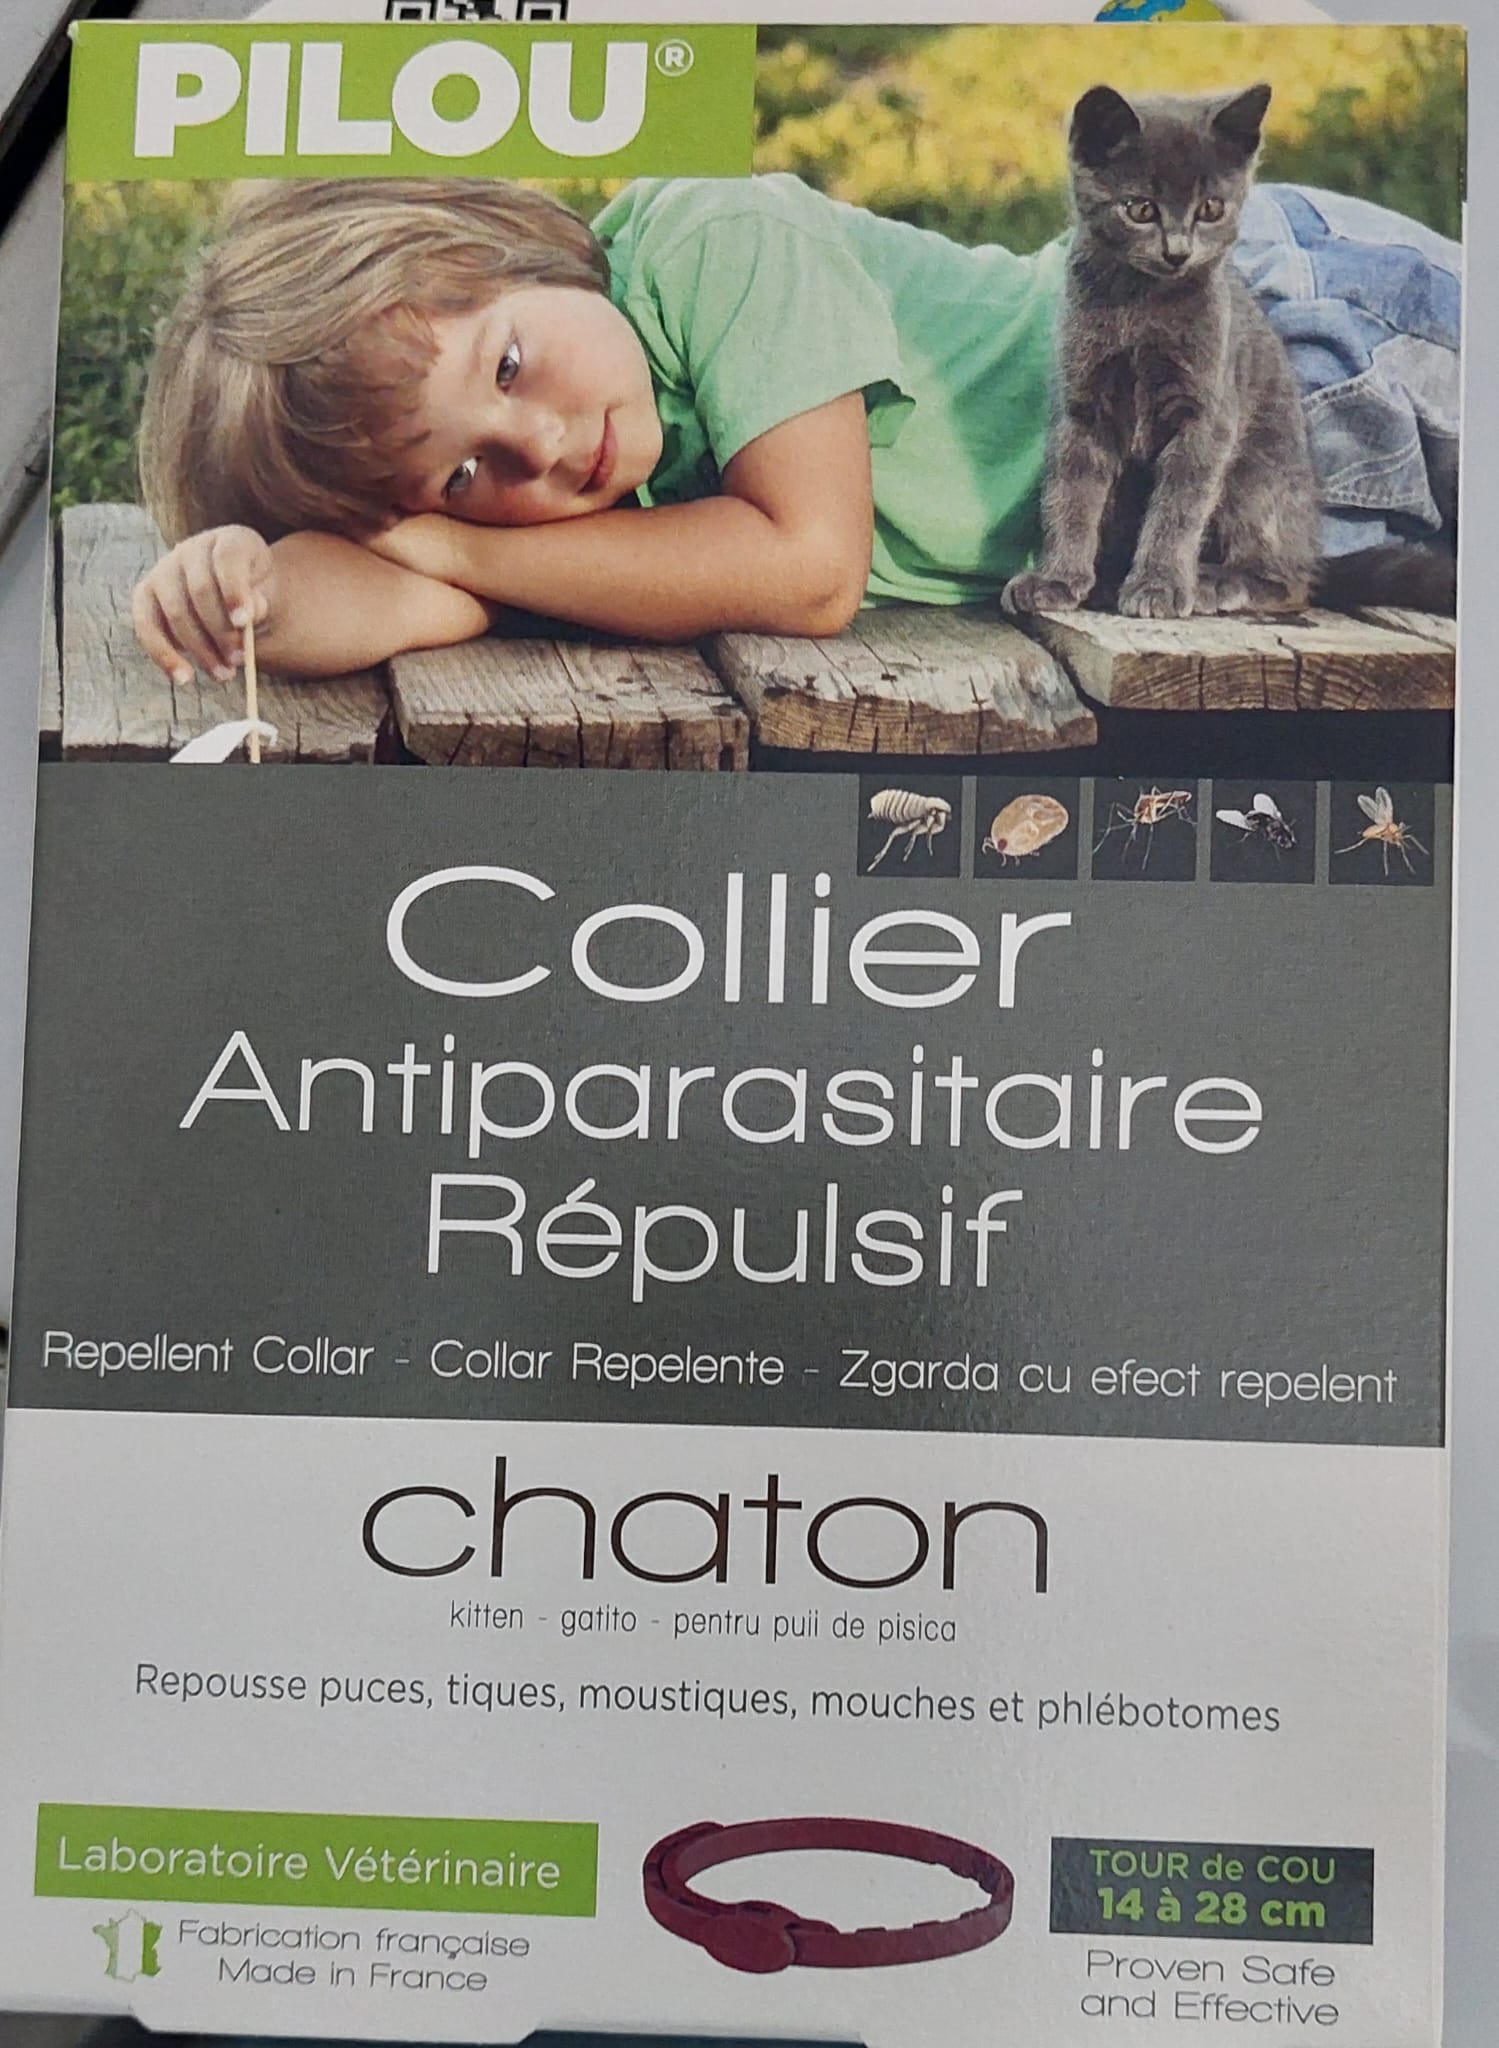 PILOU®
Collier
Antiparasitaire
Répulsif
Repellent Collar - Collar Repelente - Zgarda cu efect repelent
chaton
kitten - gatito - pentru puii de pisica
Repousse puces, tiques, moustiques, mouches et phlébotomes
Laboratoire Vétérinaire
Fabrication française
Made in France
TOUR de COU
14 à 28 cm
Proven Safe
and Effective